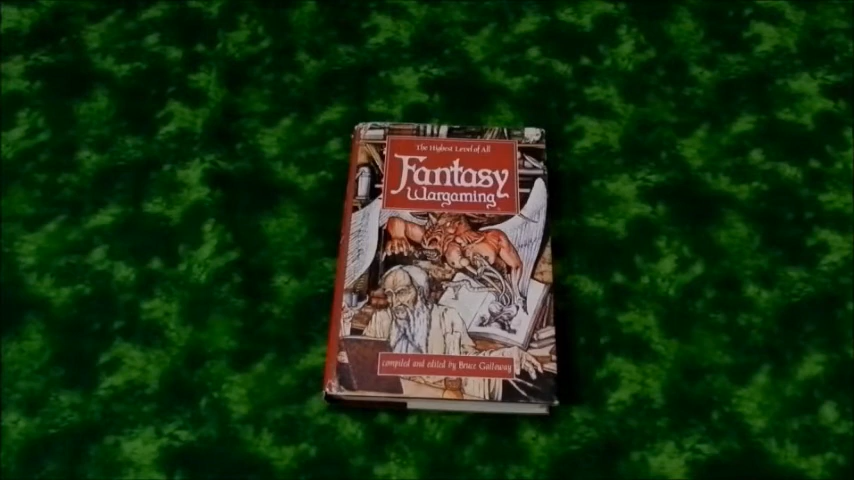 The Highest Level of All
Fantasy
Wargaming
compiled and edited by Bruce Galloway